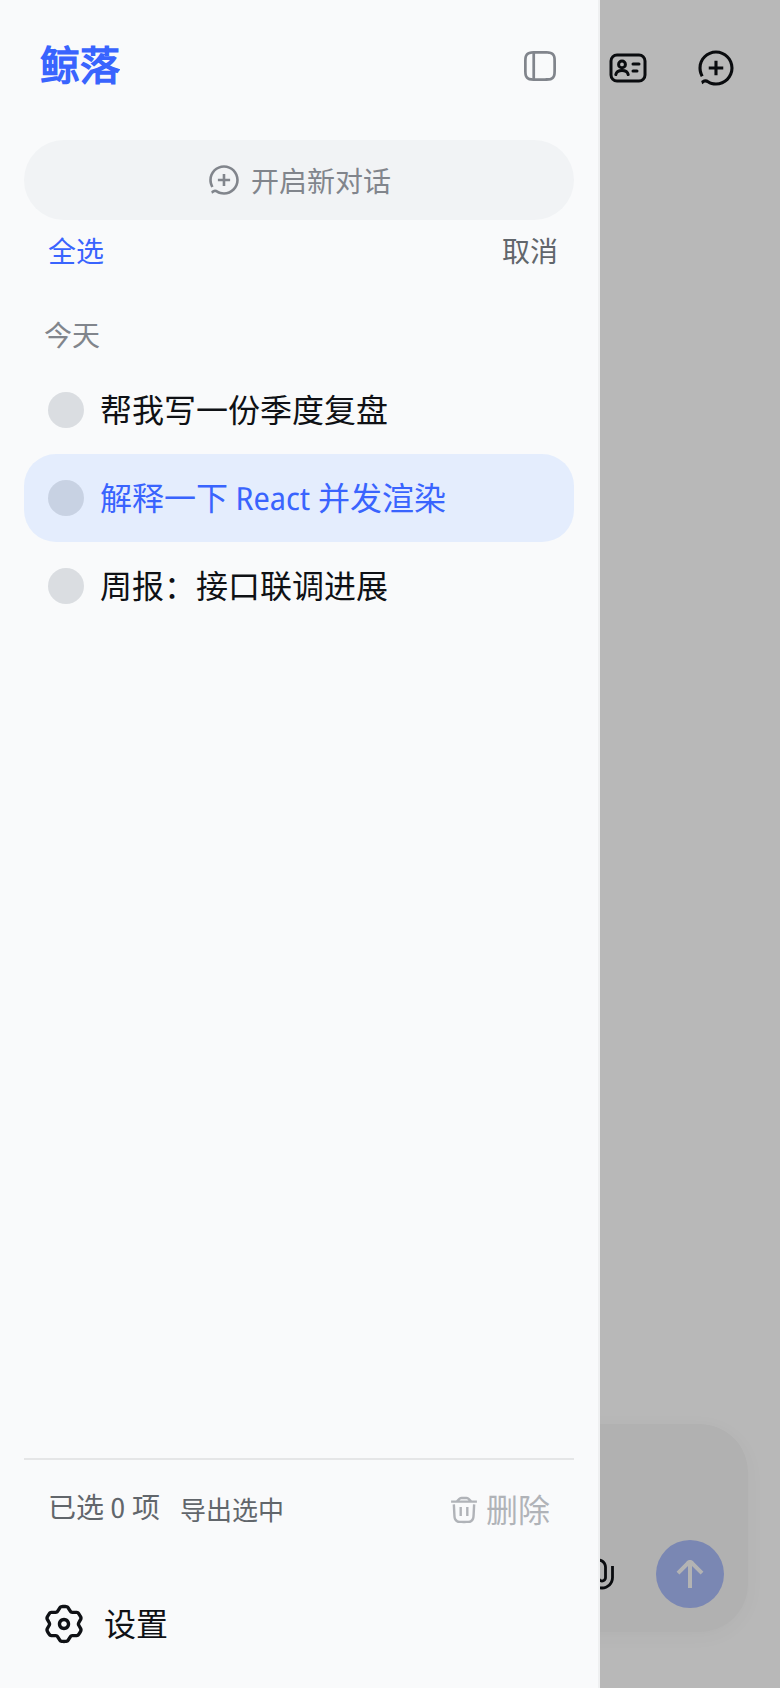 鲸落
开启新对话
全选
取消
今天
帮我写一份季度复盘
解释一下 React 并发渲染
周报：接口联调进展
已选 0 项
导出选中
删除
设置